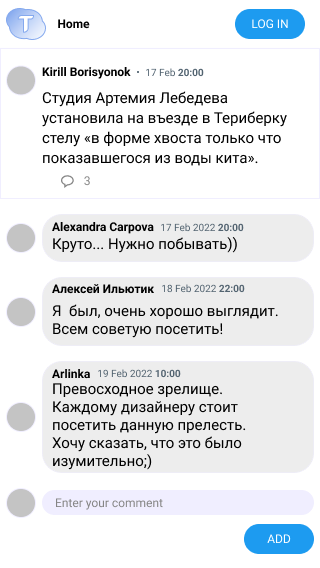 T
Home
LOG IN
Kirill Borisyonok · 17 Feb 20:00
Студия Артемия Лебедева
установила на въезде в Териберку
стелу «в форме хвоста только что
показавшегося из воды кита».
3
Alexandra Carpova 17 Feb 2022 20:00
Круто... Нужно побывать))
Алексей Ильютик 18 Feb 2022 22:00
Я был, очень хорошо выглядит.
Всем советую посетить!
Arlinka 19 Feb 2022 10:00
Превосходное зрелище.
Каждому дизайнеру стоит
посетить данную прелесть.
Хочу сказать, что это было
изумительно;)
Enter your comment
ADD